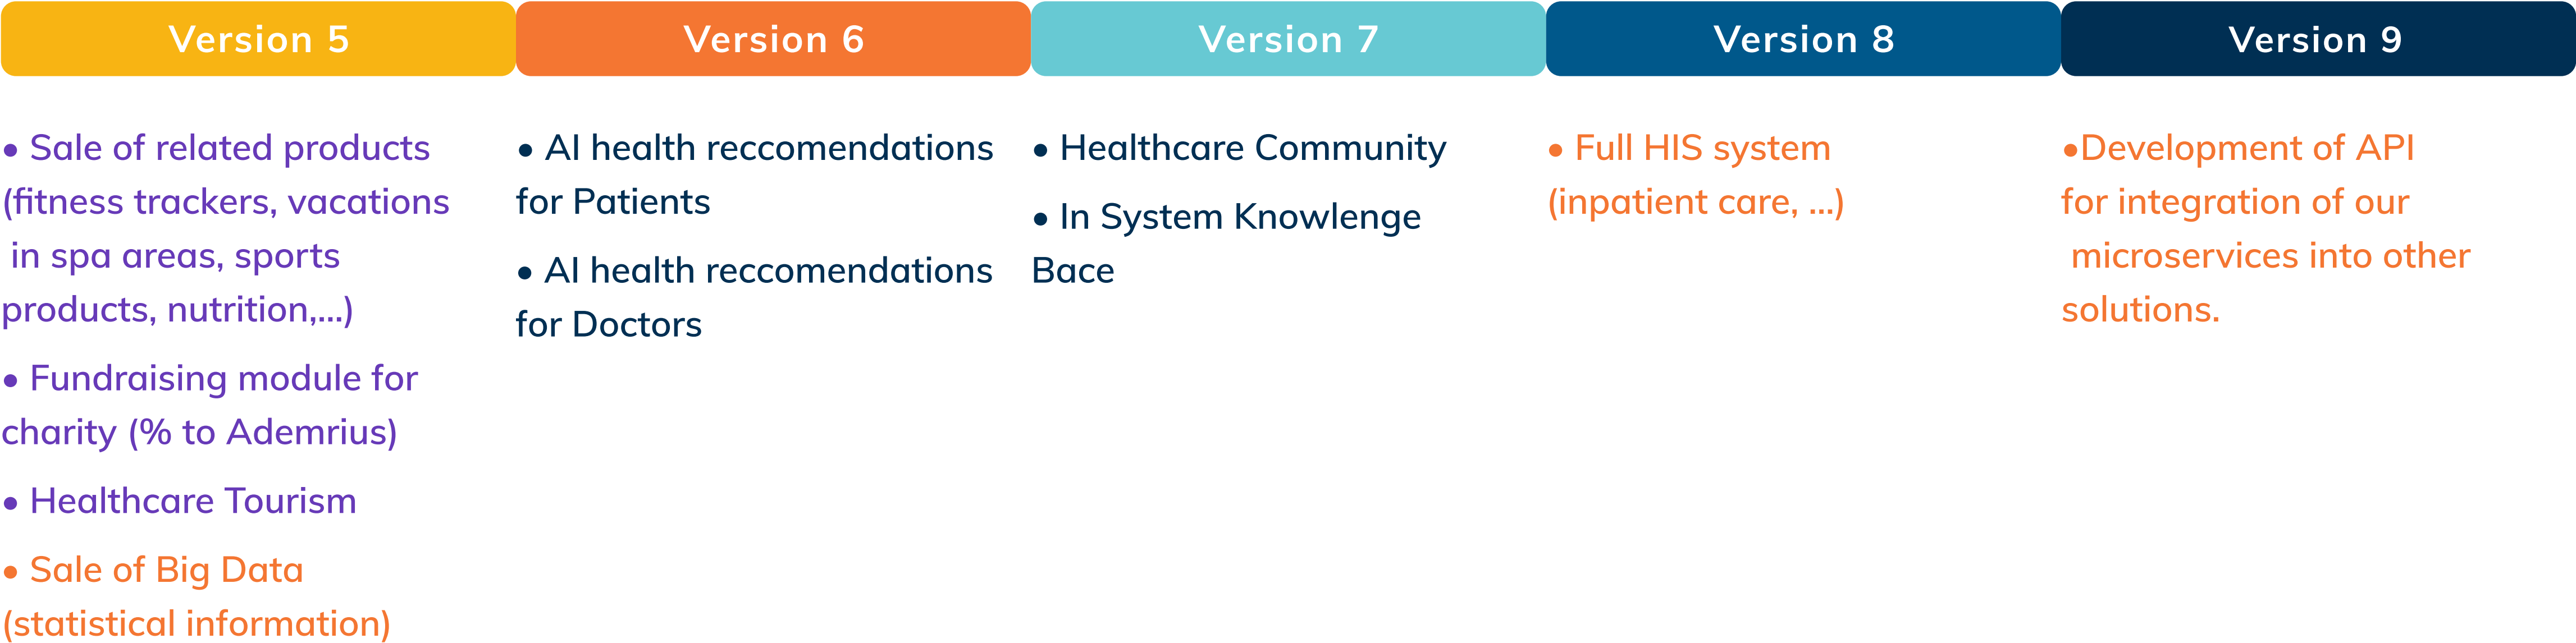 Version 5
• Sale of related products
(fitness trackers, vacations
in spa areas, sports
products, nutrition,...)
• Fundraising module for
charity (% to Ademrius)
• Healthcare Tourism
• Sale of Big Data
(statistical information)
Version 6
• AI health reccomendations
for Patients
• AI health reccomendations
for Doctors
Version 7
• Healthcare Community
• In System Knowlenge
Bace
Version 8
• Full HIS system
(inpatient care, ...)
Version 9
•Development of API
for integration of our
microservices into other
solutions.